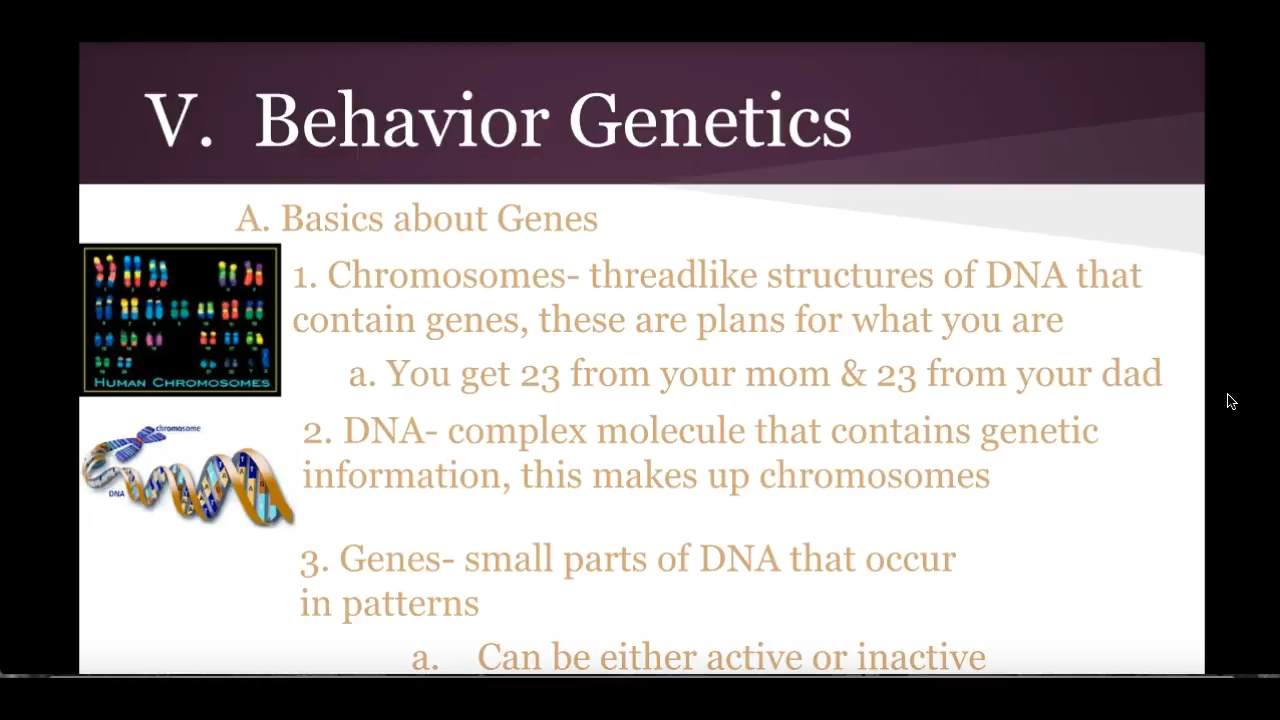 V. Behavior Genetics
A. Basics about Genes
1. Chromosomes- threadlike structures of DNA that
contain genes, these are plans for what you are
a. You get 23 from your mom & 23 from your dad
HUMAN CHROMOSOMES
2. DNA- complex molecule that contains genetic
information, this makes up chromosomes
chromosome
DNA
3. Genes- small parts of DNA that occur
in patterns
a. Can be either active or inactive